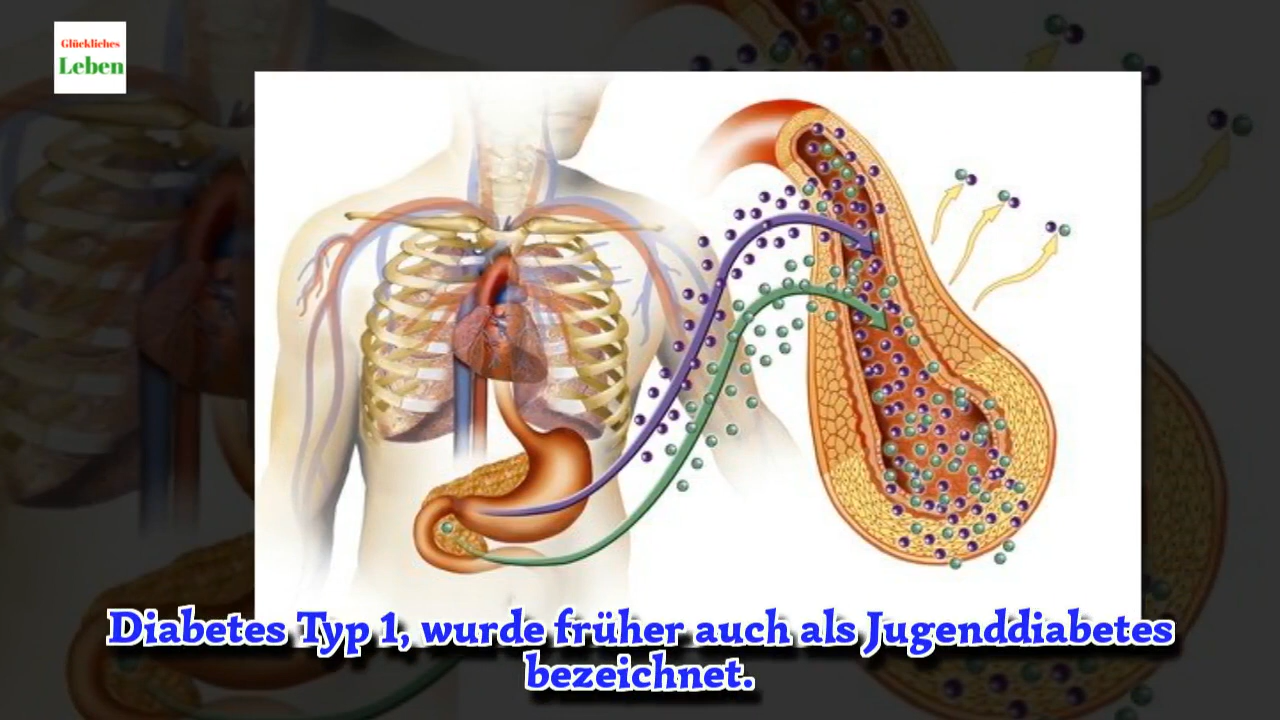 Glückliches
Leben
Diabetes Typ 1, wurde früher auch als Jugenddiabetes
bezeichnet.